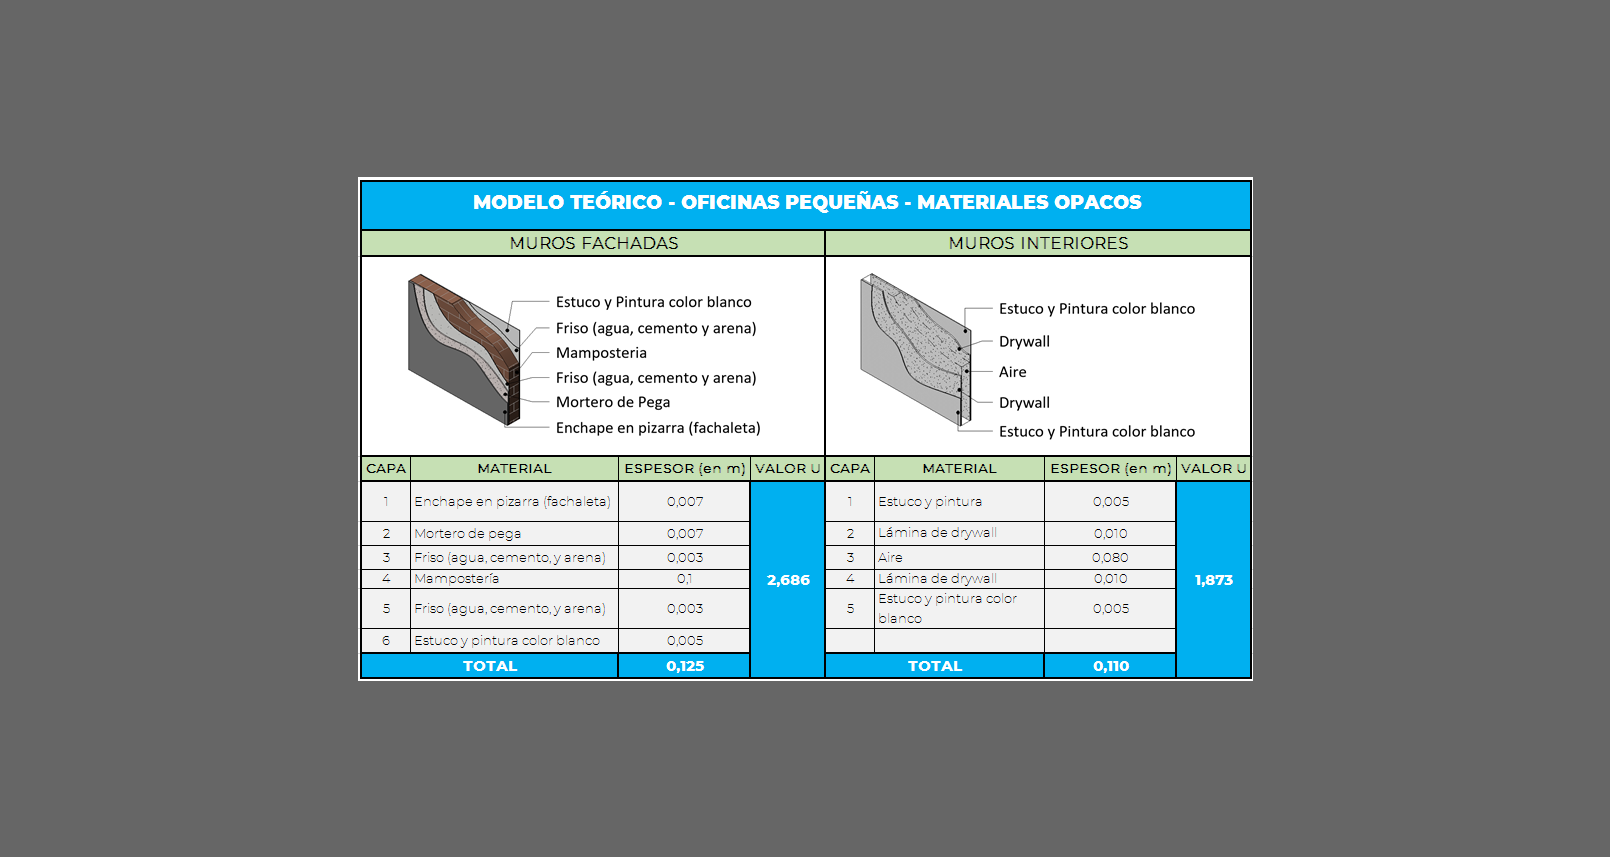 MODELO TEÓRICO - OFICINAS PEQUEÑAS - MATERIALES OPACOS
MUROS FACHADAS
Estuco y Pintura color blanco
Friso (agua, cemento y arena)
Mamposteria
Friso (agua, cemento y arena)
Mortero de Pega
Enchape en pizarra (fachaleta)
MUROS INTERIORES
Estuco y Pintura color blanco
Drywall
Aire
Drywall
Estuco y Pintura color blanco
CAPA MATERIAL ESPESOR (en m) VALOR U
1 Enchape en pizarra (fachaleta) 0,007
2 Mortero de pega 0,007
3 Friso (agua, cemento, y arena) 0,003
4 Mampostería 0,1
5 Friso (agua, cemento, y arena) 0,003
6 Estuco y pintura color blanco 0,005
2,686
TOTAL 0,125
CAPA MATERIAL ESPESOR (en m) VALOR U
1 Estuco y pintura 0,005
2 Lámina de drywall 0,010
3 Aire 0,080
4 Lámina de drywall 0,010
5 Estuco y pintura color
blanco 0,005
1,873
TOTAL 0,110